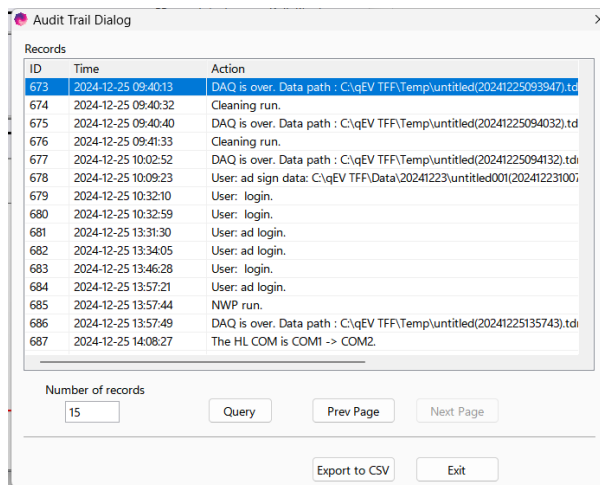 Audit Trail Dialog
Records
ID Time Action
673 2024-12-25 09:40:13 DAQ is over. Data path : C:\qEV TFF\Temp\untitled(20241225093947).td
674 2024-12-25 09:40:32 Cleaning run.
675 2024-12-25 09:40:40 DAQ is over. Data path : C:\qEV TFF\Temp\untitled(20241225094032).td
676 2024-12-25 09:41:33 Cleaning run.
677 2024-12-25 10:02:52 DAQ is over. Data path : C:\qEV TFF\Temp\untitled(20241225094132).td
678 2024-12-25 10:09:23 User: ad sign data: C:\qEV TFF\Data\20241223\untitled001(202412231007
679 2024-12-25 10:32:10 User: login.
680 2024-12-25 10:32:59 User: login.
681 2024-12-25 13:31:30 User: ad login.
682 2024-12-25 13:34:05 User: ad login.
683 2024-12-25 13:46:28 User: login.
684 2024-12-25 13:57:21 User: ad login.
685 2024-12-25 13:57:44 NWP run.
686 2024-12-25 13:57:49 DAQ is over. Data path : C:\qEV TFF\Temp\untitled(20241225135743).td
687 2024-12-25 14:08:27 The HL COM is COM1 -> COM2.
Number of records
15 Query Prev Page Next Page
Export to CSV Exit